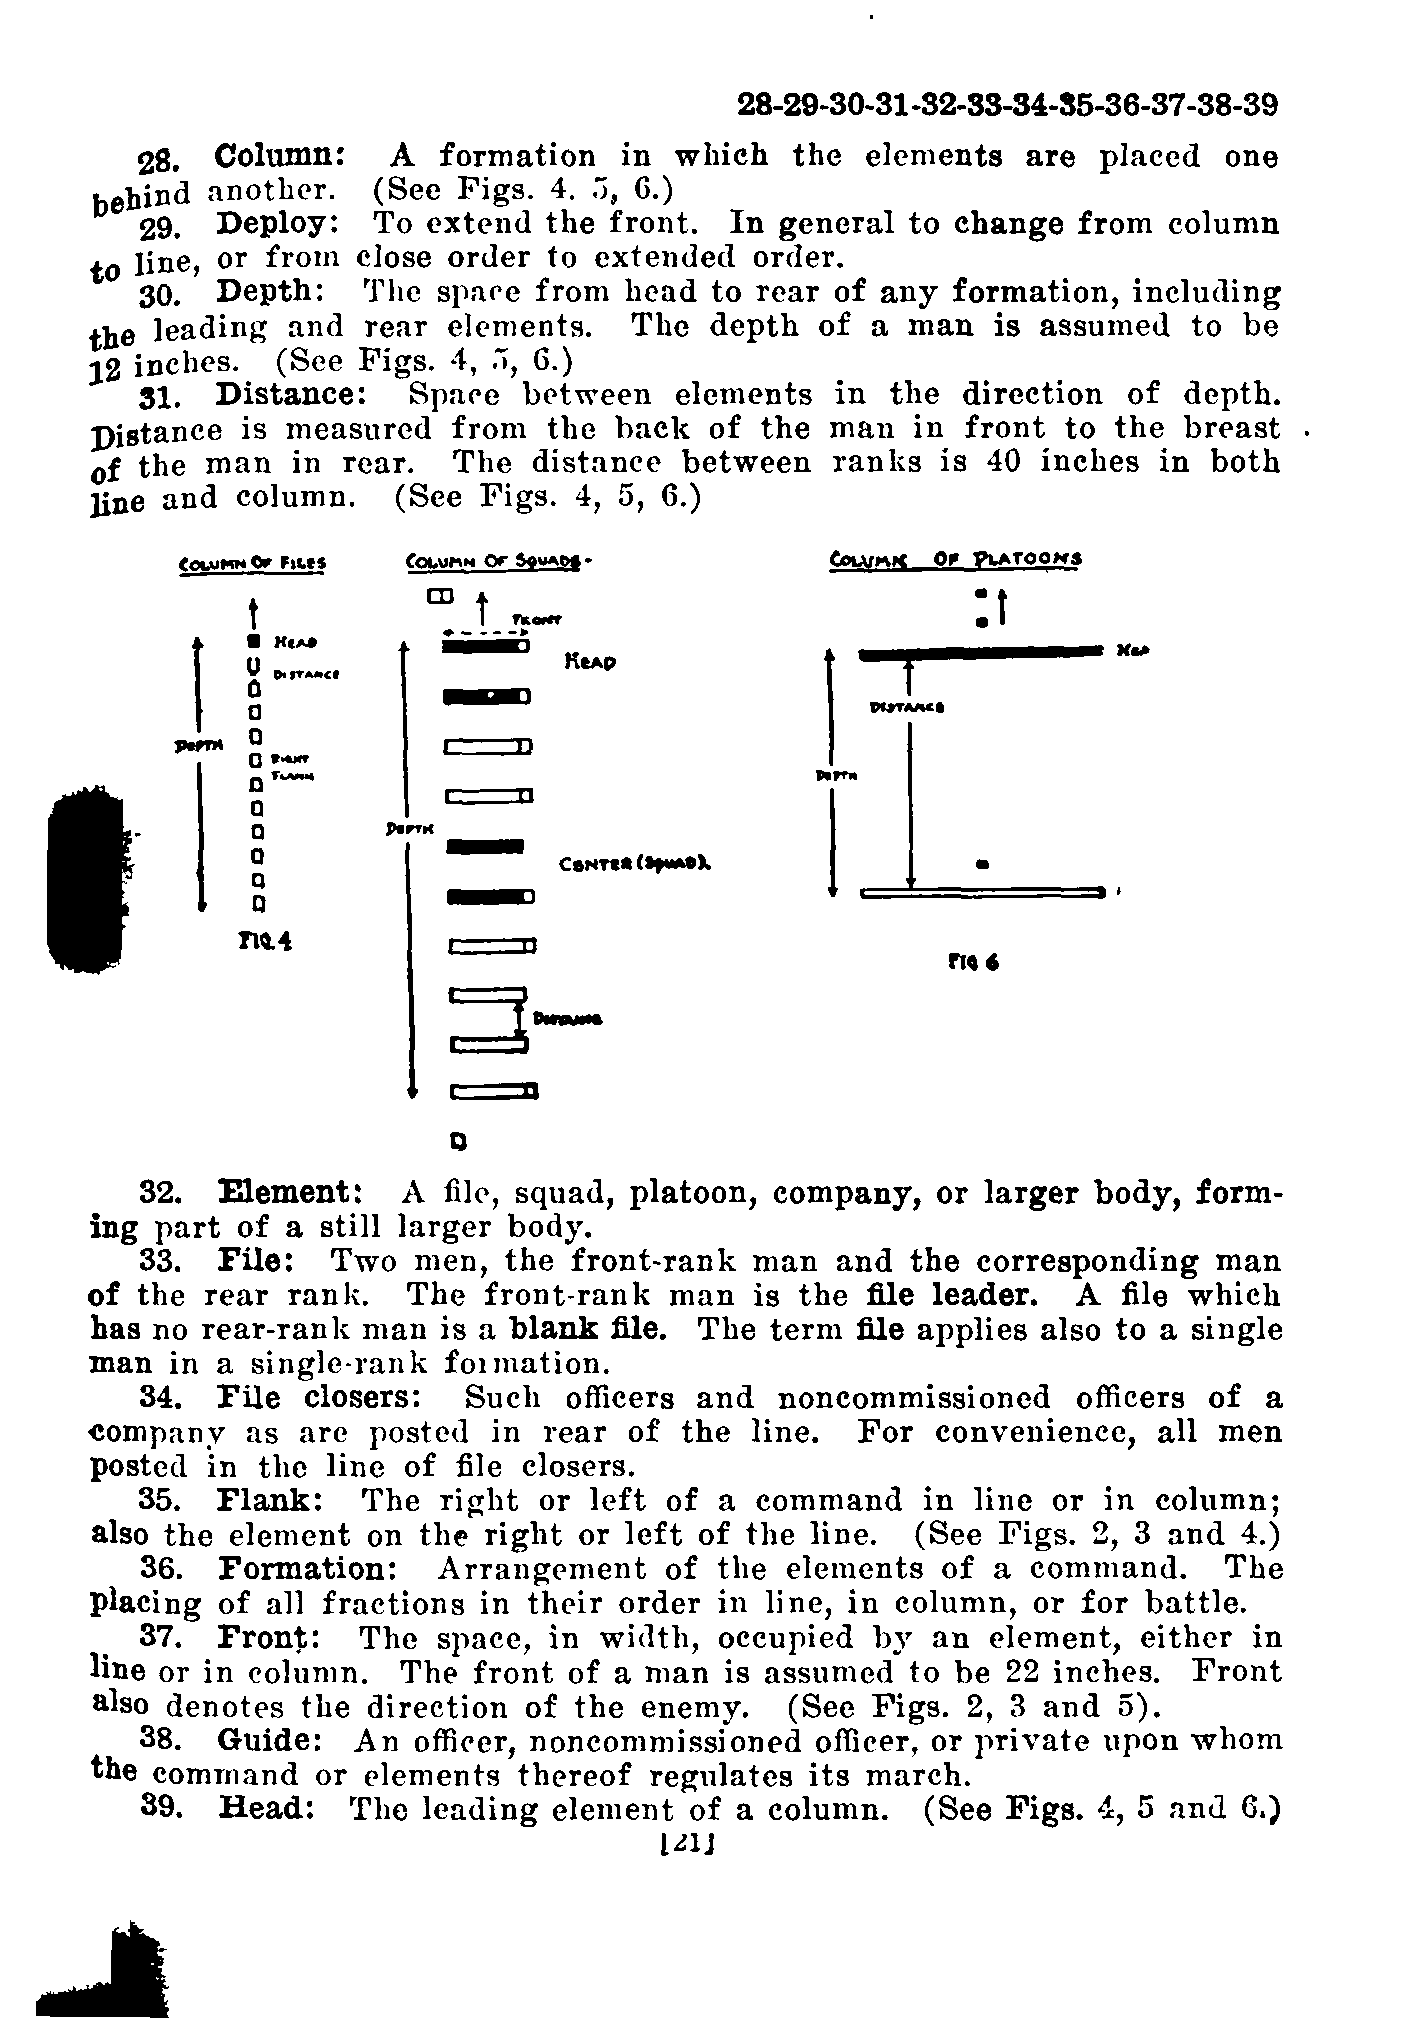 28-29-30-31-32-33-34-35-36-37-38-39
28. Column: A formation in which the elements are placed one
behind another. (See Figs. 4. 5, 6.)
29. Deploy: To extend the front. In general to change from column
to line, or from close order to extended order.
30. Depth: The space from head to rear of any formation, including
the leading and rear elements. The depth of a man is assumed to be
12 inches. (See Figs. 4, 5, 6.)
31. Distance: Space between elements in the direction of depth.
Distance is measured from the back of the man in front to the breast
of the man in rear. The distance between ranks is 40 inches in both
line and column. (See Figs. 4, 5, 6.)
COLUMN OF FILES
HEAD
DISTANCE
DEPTH
RIGHT
FLANK
FIG. 4
COLUMN OF SQUADS
FRONT
HEAD
DEPTH
CENTER (SQUAD).
DISTANCE
COLUMN OF PLATOONS
HEA
DISTANCE
DEPTH
FIG 6
32. Element: A file, squad, platoon, company, or larger body, form-
ing part of a still larger body.
33. File: Two men, the front-rank man and the corresponding man
of the rear rank. The front-rank man is the file leader. A file which
has no rear-rank man is a blank file. The term file applies also to a single
man in a single-rank formation.
34. File closers: Such officers and noncommissioned officers of a
company as are posted in rear of the line. For convenience, all men
posted in the line of file closers.
35. Flank: The right or left of a command in line or in column;
also the element on the right or left of the line. (See Figs. 2, 3 and 4.)
36. Formation: Arrangement of the elements of a command. The
placing of all fractions in their order in line, in column, or for battle.
37. Front: The space, in width, occupied by an element, either in
line or in column. The front of a man is assumed to be 22 inches. Front
also denotes the direction of the enemy. (See Figs. 2, 3 and 5).
38. Guide: An officer, noncommissioned officer, or private upon whom
the command or elements thereof regulates its march.
39. Head: The leading element of a column. (See Figs. 4, 5 and 6.)
[21]